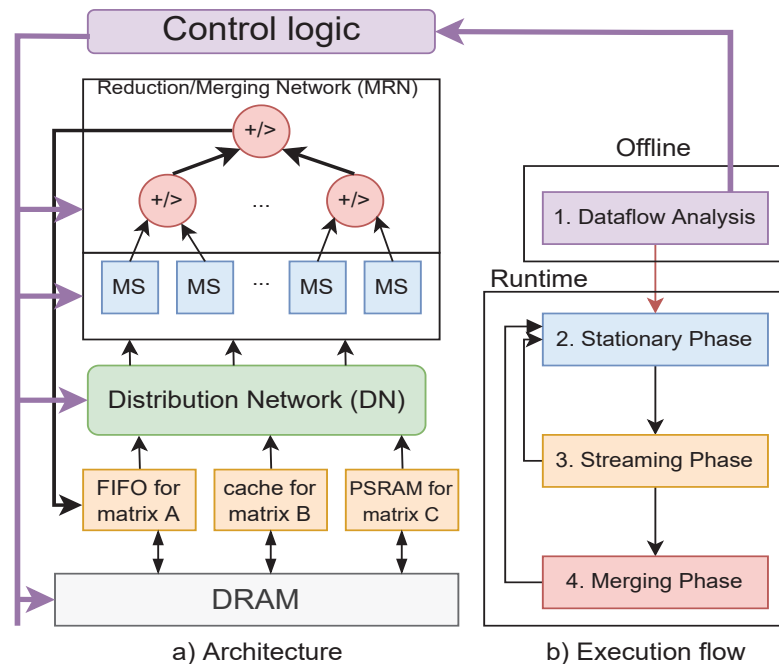 Control logic
Reduction/Merging Network (MRN)
+/>
+/>
...
+/>
MS
MS
...
MS
MS
Distribution Network (DN)
FIFO for
matrix A
cache for
matrix B
PSRAM for
matrix C
DRAM
a) Architecture
Offline
1. Dataflow Analysis
Runtime
2. Stationary Phase
3. Streaming Phase
4. Merging Phase
b) Execution flow